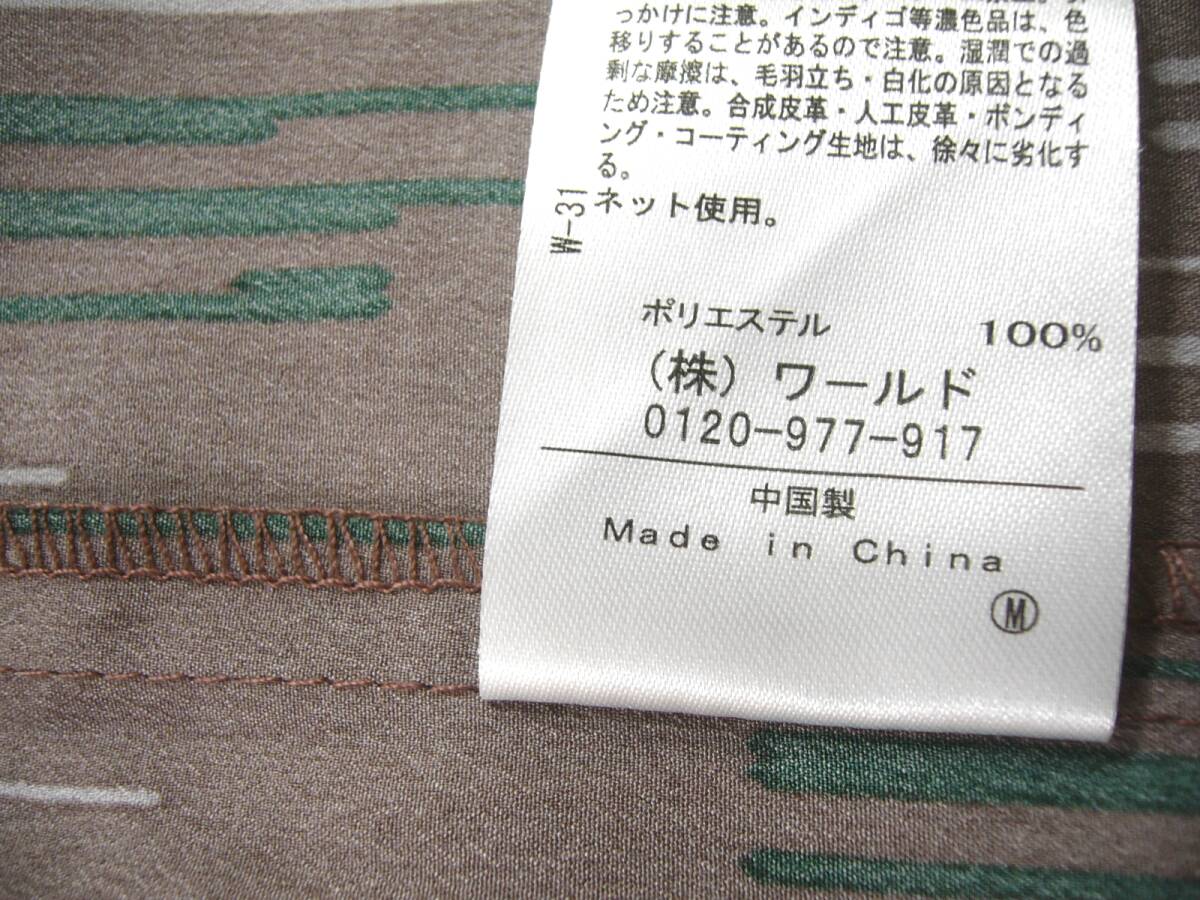 っかけに注意。インディゴ等濃色品は、色
移りすることがあるので注意。湿潤での過
剰な摩擦は、毛羽立ち・白化の原因となる
ため注意。合成皮革・人工皮革・ボンディ
ング・コーティング生地は、徐々に劣化す
る。
ネット使用。
W-31
ポリエステル 100%
(株) ワールド
0120-977-917
中国製
Made in China
Ⓜ